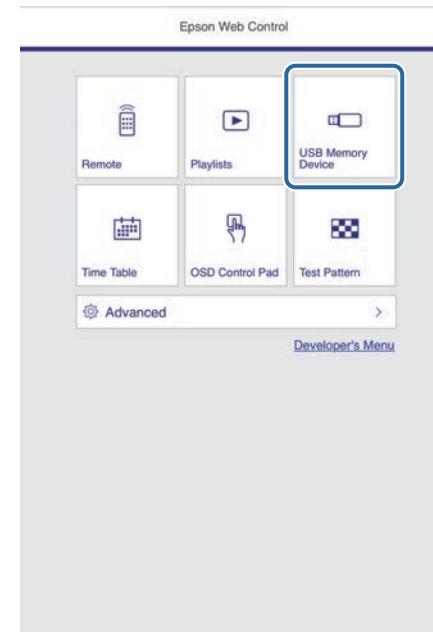 Epson Web Control
Remote
Playlists
USB Memory
Device
Time Table
OSD Control Pad
Test Pattern
Advanced
Developer's Menu